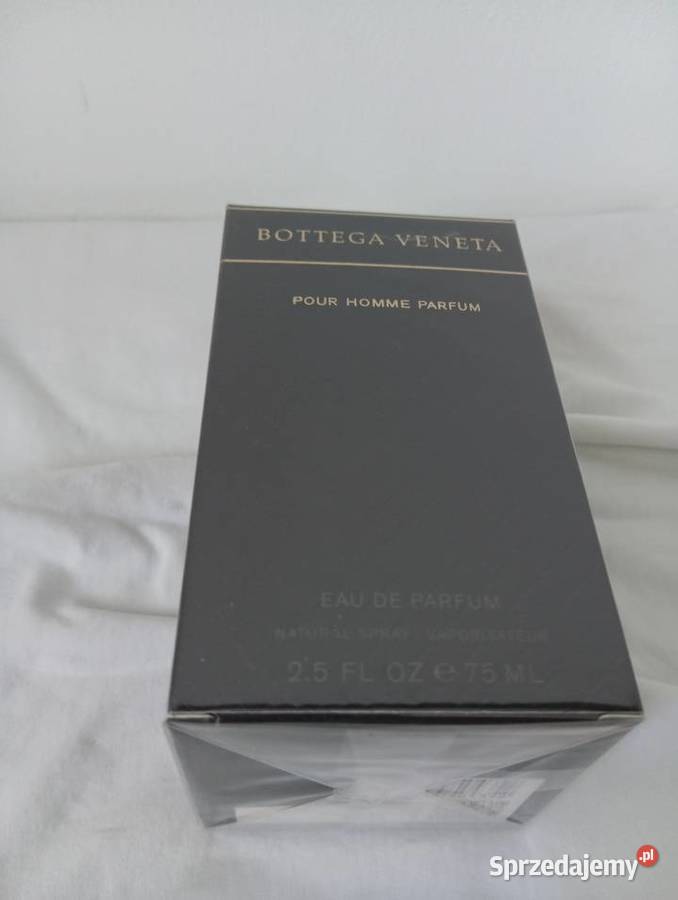 BOTTEGA VENETA
POUR HOMME PARFUM
EAU DE PARFUM
NATURAL SPRAY - VAPORISATEUR
2.5 FL OZ e 75 ML
Sprzedajemy.pl